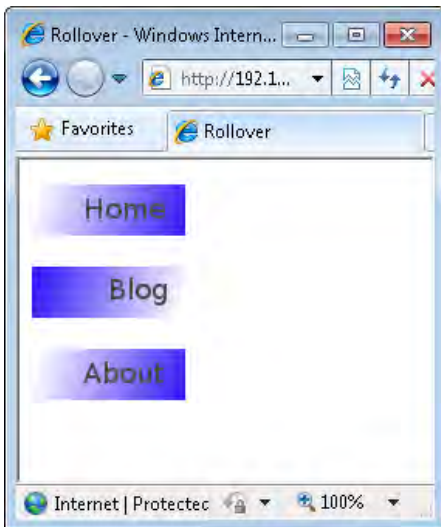 Rollover - Windows Intern...
http://192.1...
Favorites
Rollover
Home
Blog
About
Internet | Protectec
100%